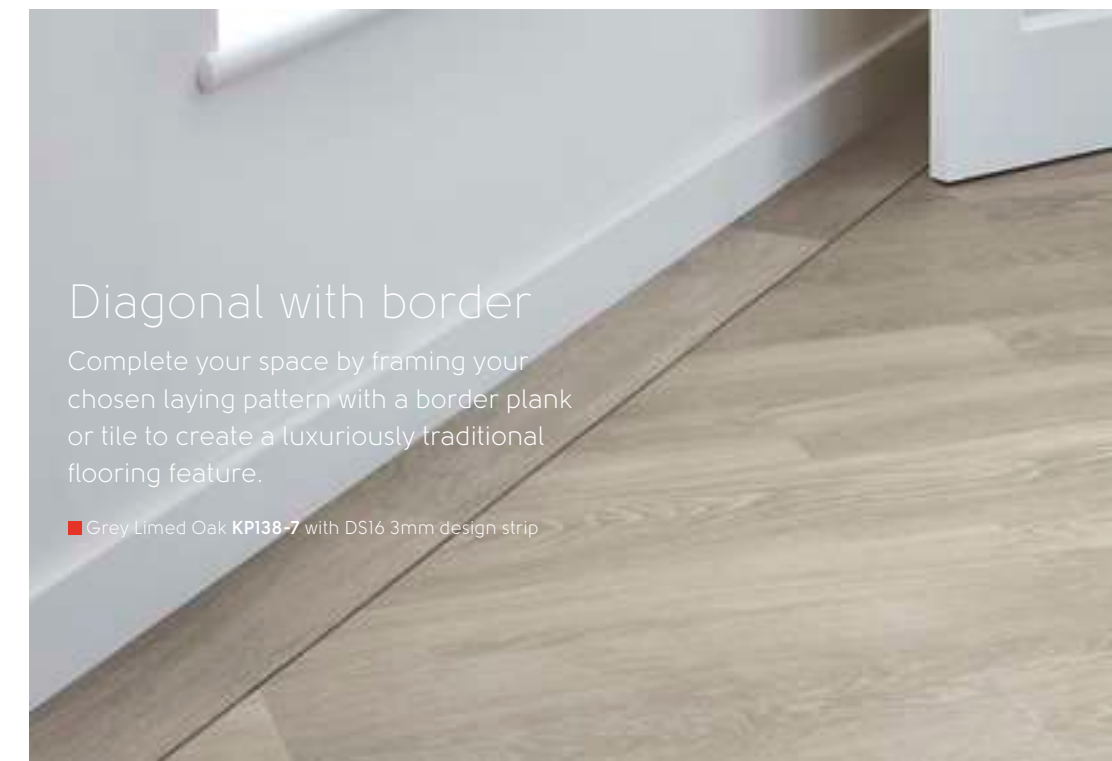 Diagonal with border
Complete your space by framing your
chosen laying pattern with a border plank
or tile to create a luxuriously traditional
flooring feature.
Grey Limed Oak KP138-7 with DS16 3mm design strip